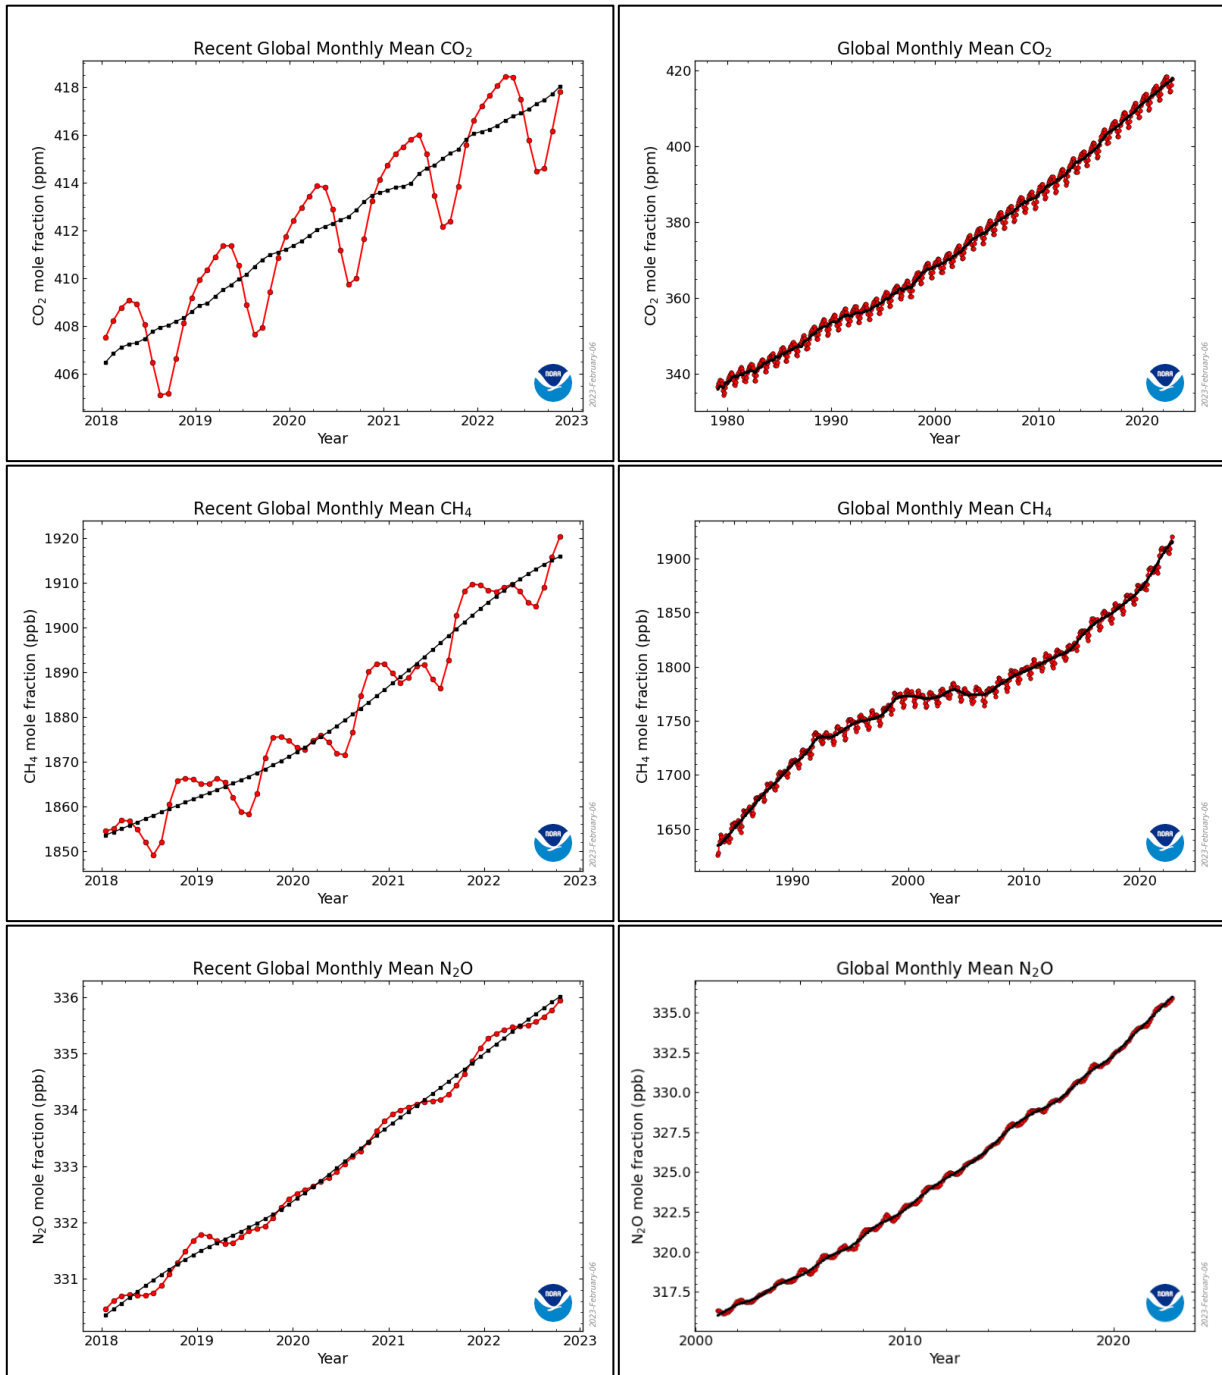 Recent Global Monthly Mean CO₂
CO₂ mole fraction (ppm)
418
416
414
412
410
408
406
2018 2019 2020 2021 2022 2023
Year
NOAA
2023-February-06
Global Monthly Mean CO₂
CO₂ mole fraction (ppm)
420
400
380
360
340
1980 1990 2000 2010 2020
Year
NOAA
2023-February-06
Recent Global Monthly Mean CH₄
CH₄ mole fraction (ppb)
1920
1910
1900
1890
1880
1870
1860
1850
2018 2019 2020 2021 2022 2023
Year
NOAA
2023-February-06
Global Monthly Mean CH₄
CH₄ mole fraction (ppb)
1900
1850
1800
1750
1700
1650
1990 2000 2010 2020
Year
NOAA
2023-February-06
Recent Global Monthly Mean N₂O
N₂O mole fraction (ppb)
336
335
334
333
332
331
2018 2019 2020 2021 2022 2023
Year
NOAA
2023-February-06
Global Monthly Mean N₂O
N₂O mole fraction (ppb)
335.0
332.5
330.0
327.5
325.0
322.5
320.0
317.5
2000 2010 2020
Year
NOAA
2023-February-06